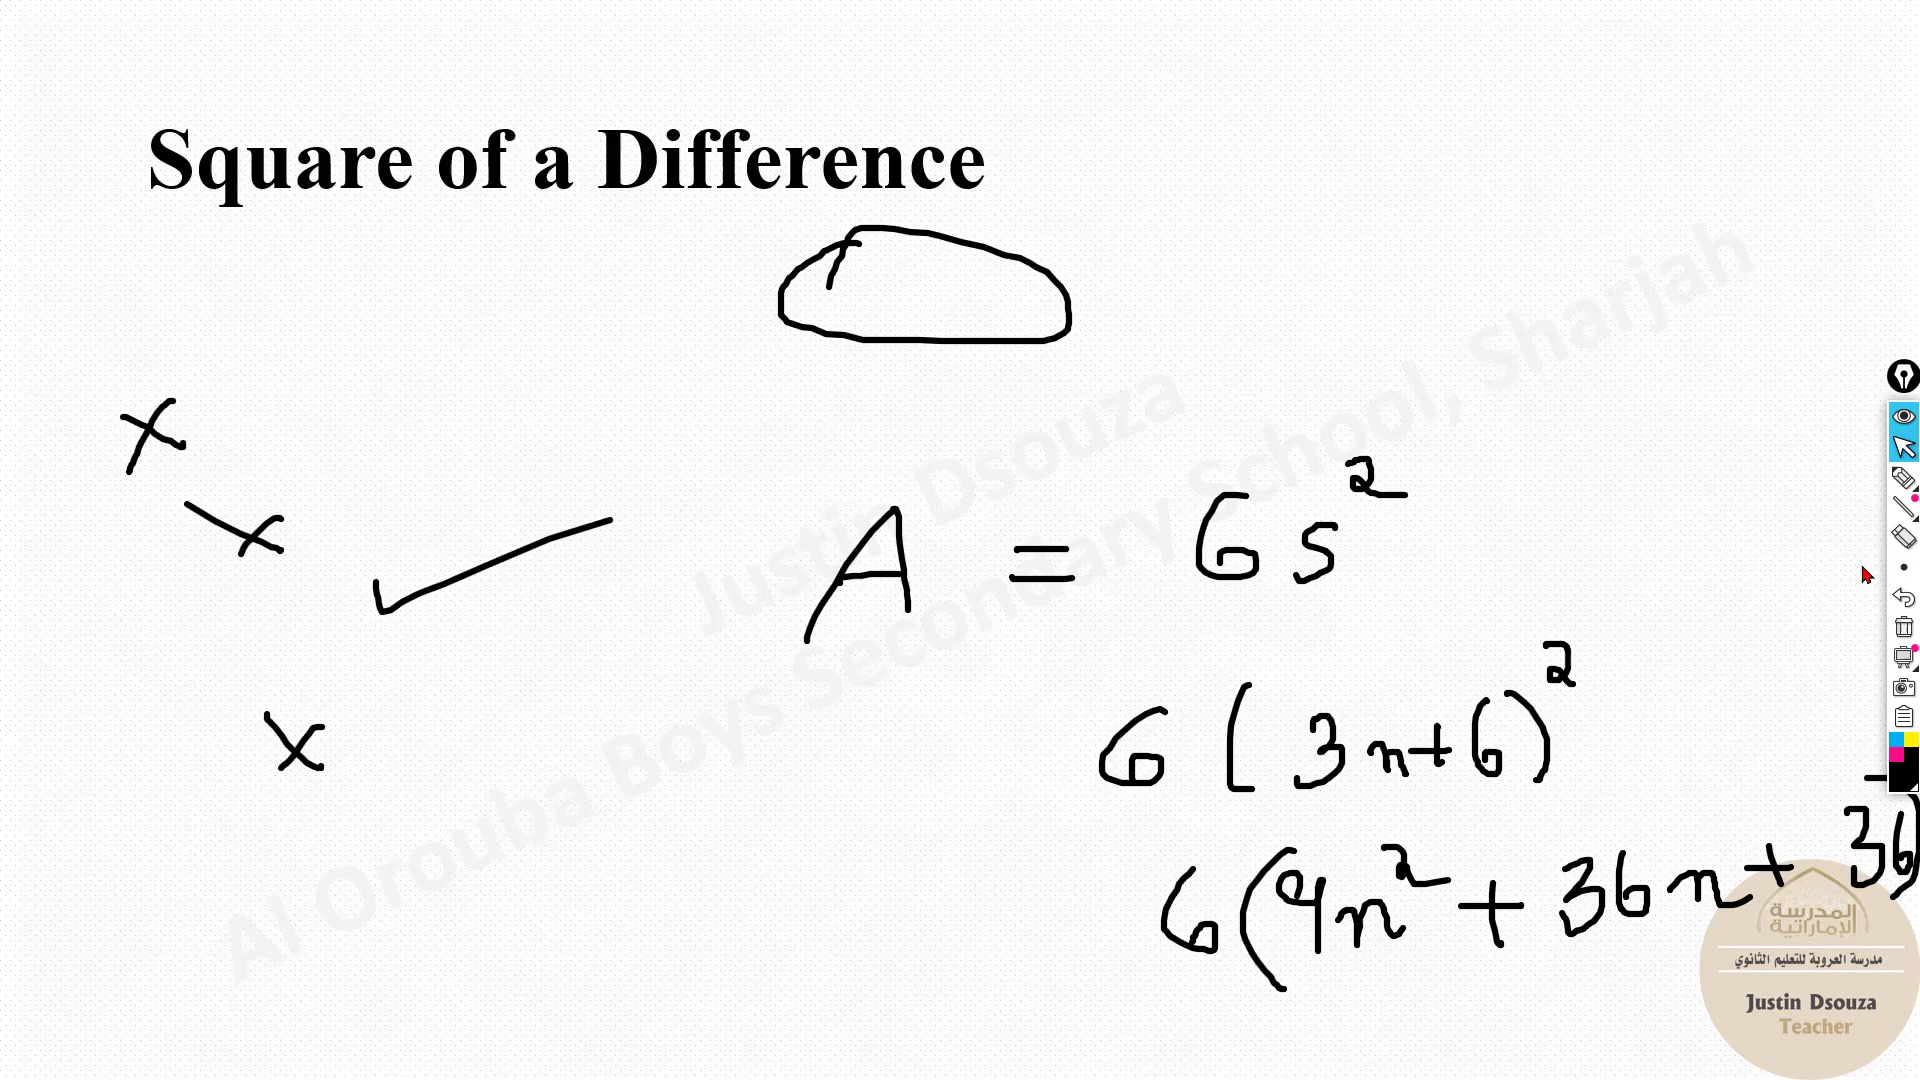 Square of a Difference
x
x
x
A = 6s²
6(3n+6)²
6(9n²+36n+36)
Justin Dsouza
Al Orouba Boys Secondary School, Sharjah
المدرسة
الإماراتية
مدرسة العروبة للتعليم الثانوي
Justin Dsouza
Teacher